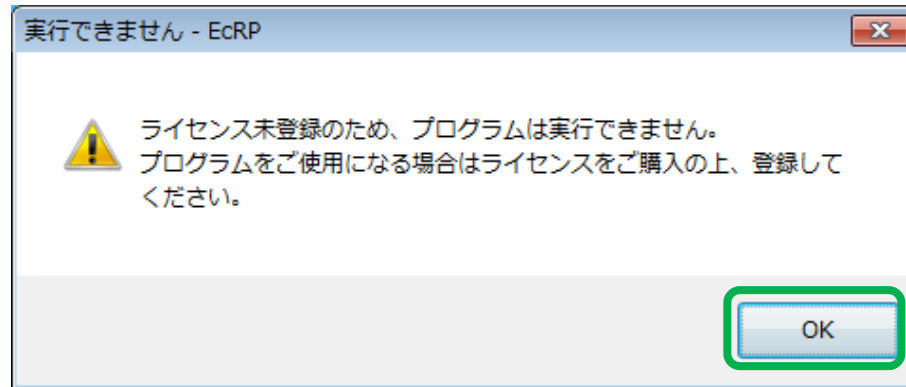 実行できません - EcRP
ライセンス未登録のため、プログラムは実行できません。
プログラムをご使用になる場合はライセンスをご購入の上、登録して
ください。
OK